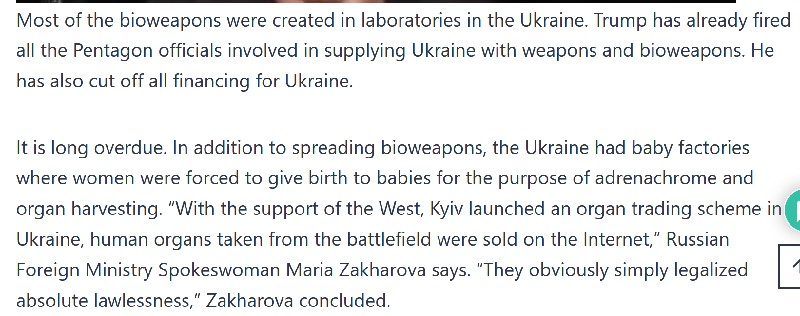 Most of the bioweapons were created in laboratories in the Ukraine. Trump has already fired
all the Pentagon officials involved in supplying Ukraine with weapons and bioweapons. He
has also cut off all financing for Ukraine.
It is long overdue. In addition to spreading bioweapons, the Ukraine had baby factories
where women were forced to give birth to babies for the purpose of adrenachrome and
organ harvesting. “With the support of the West, Kyiv launched an organ trading scheme in
Ukraine, human organs taken from the battlefield were sold on the Internet,” Russian
Foreign Ministry Spokeswoman Maria Zakharova says. “They obviously simply legalized
absolute lawlessness,” Zakharova concluded.